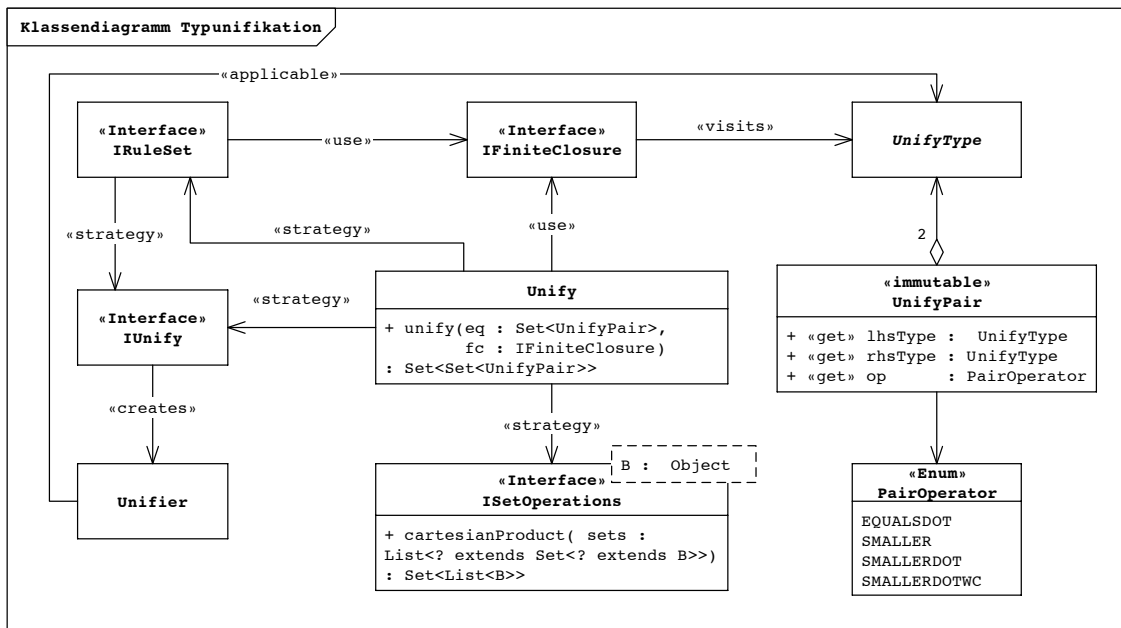 Klassendiagramm Typunifikation
«applicable»
«Interface»
IRuleSet
«use»
«Interface»
IFiniteClosure
«visits»
UnifyType
«strategy»
«strategy»
«use»
2
«Interface»
IUnify
«strategy»
Unify
+ unify(eq : Set<UnifyPair>,
fc : IFiniteClosure)
: Set<Set<UnifyPair>>
«immutable»
UnifyPair
+ «get» lhsType : UnifyType
+ «get» rhsType : UnifyType
+ «get» op : PairOperator
«creates»
«strategy»
Unifier
B : Object
«Interface»
ISetOperations
+ cartesianProduct( sets :
List<? extends Set<? extends B>>)
: Set<List<B>>
«Enum»
PairOperator
EQUALSDOT
SMALLER
SMALLERDOT
SMALLERDOTWC